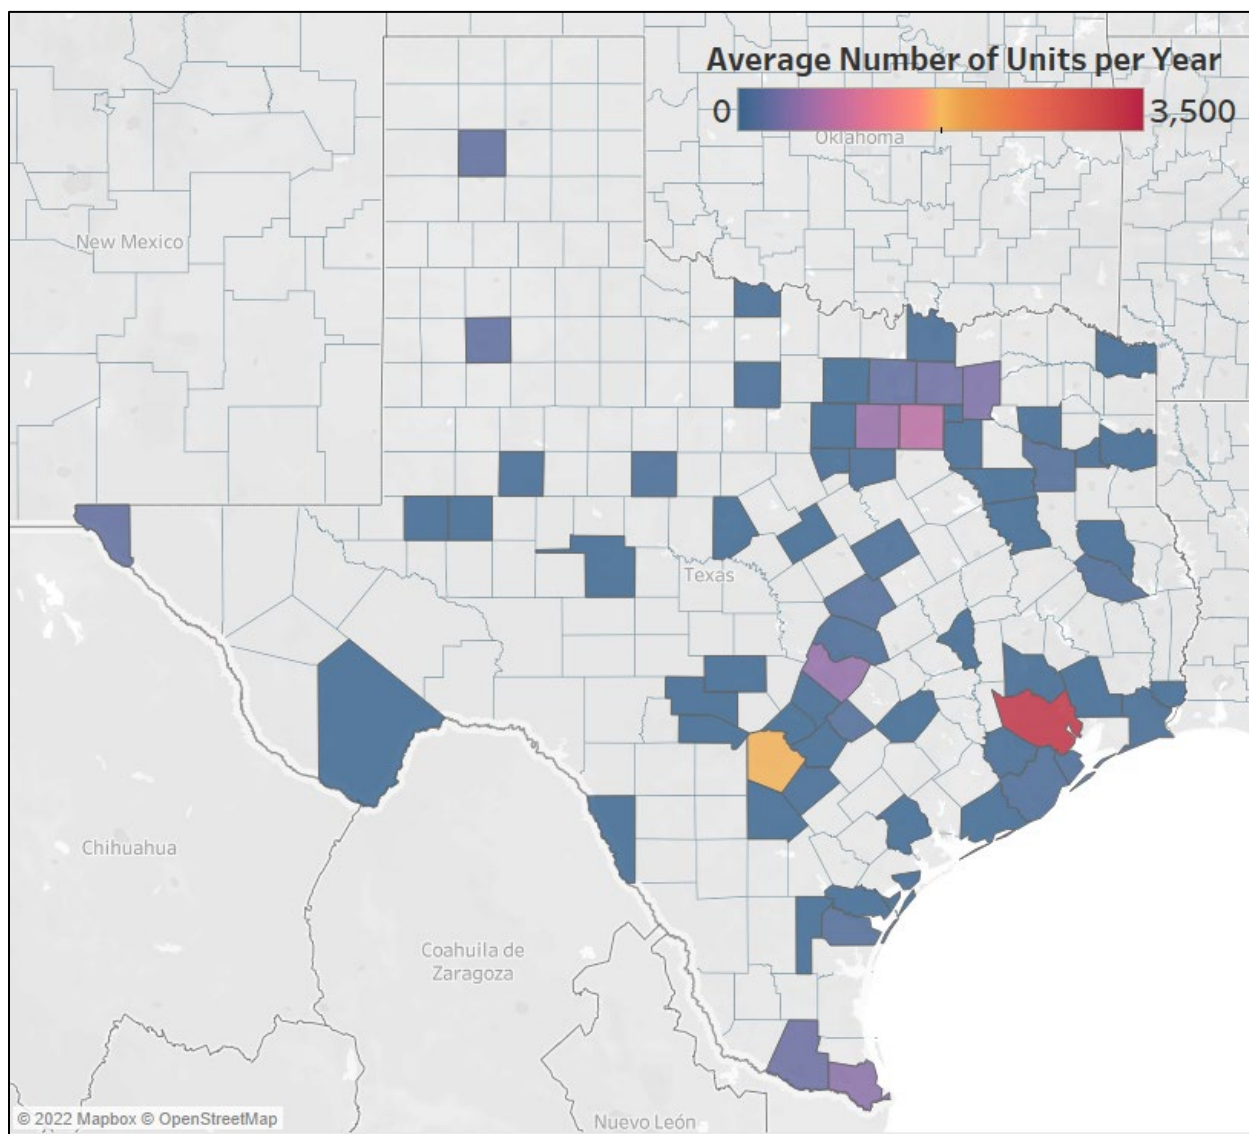 Average Number of Units per Year
0
3,500
Oklahoma
New Mexico
Texas
Chihuahua
Coahuila de
Zaragoza
Nuevo León
© 2022 Mapbox © OpenStreetMap